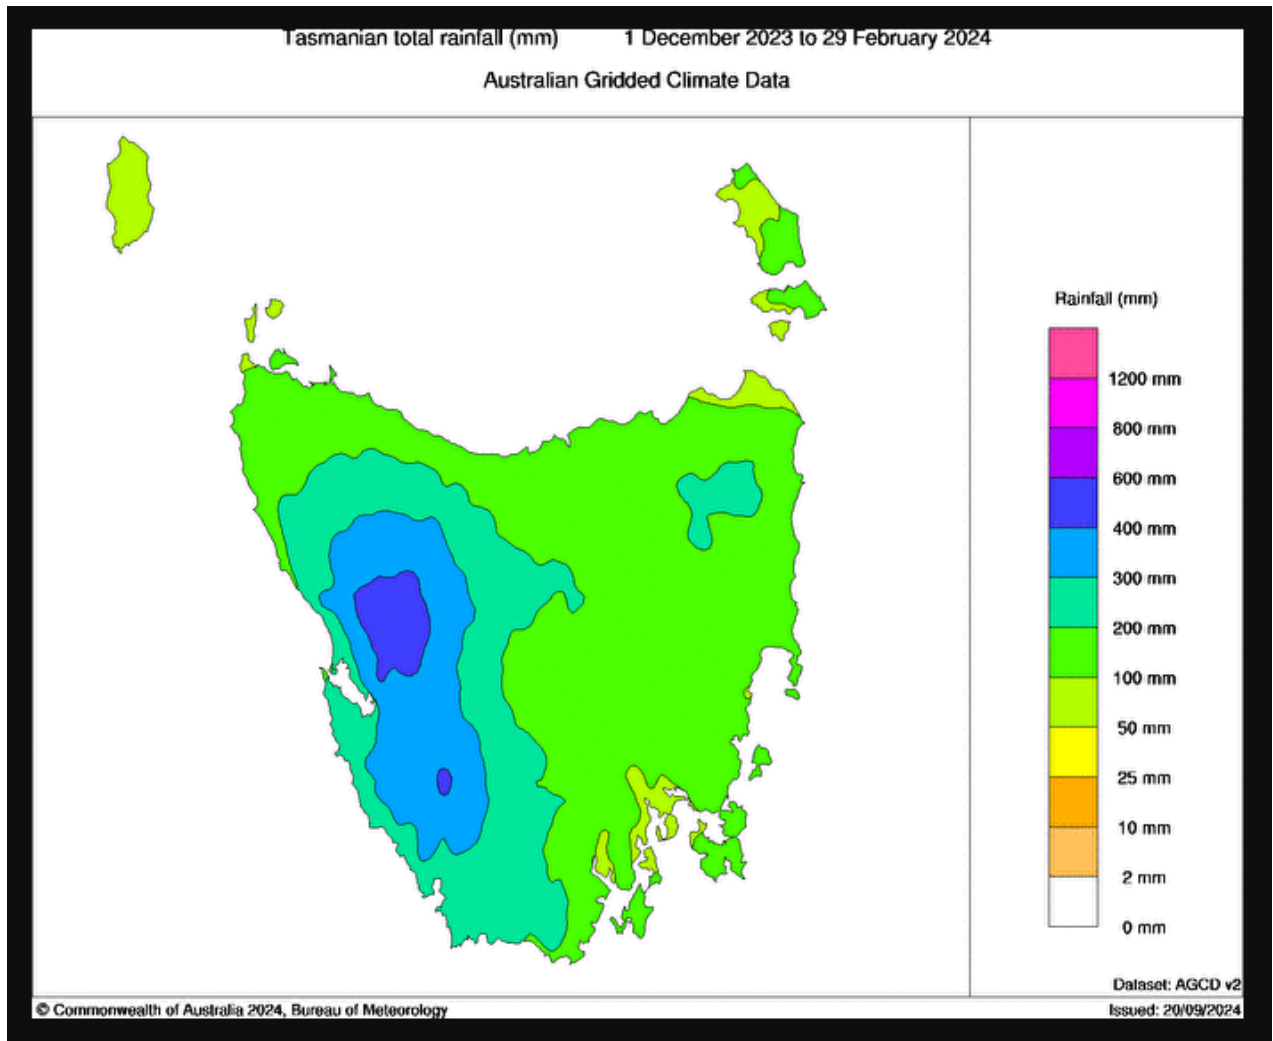 Tasmanian total rainfall (mm) 1 December 2023 to 29 February 2024
Australian Gridded Climate Data
Rainfall (mm)
1200 mm
800 mm
600 mm
400 mm
300 mm
200 mm
100 mm
50 mm
25 mm
10 mm
2 mm
0 mm
Dataset: AGCD v2
© Commonwealth of Australia 2024, Bureau of Meteorology
Issued: 20/09/2024